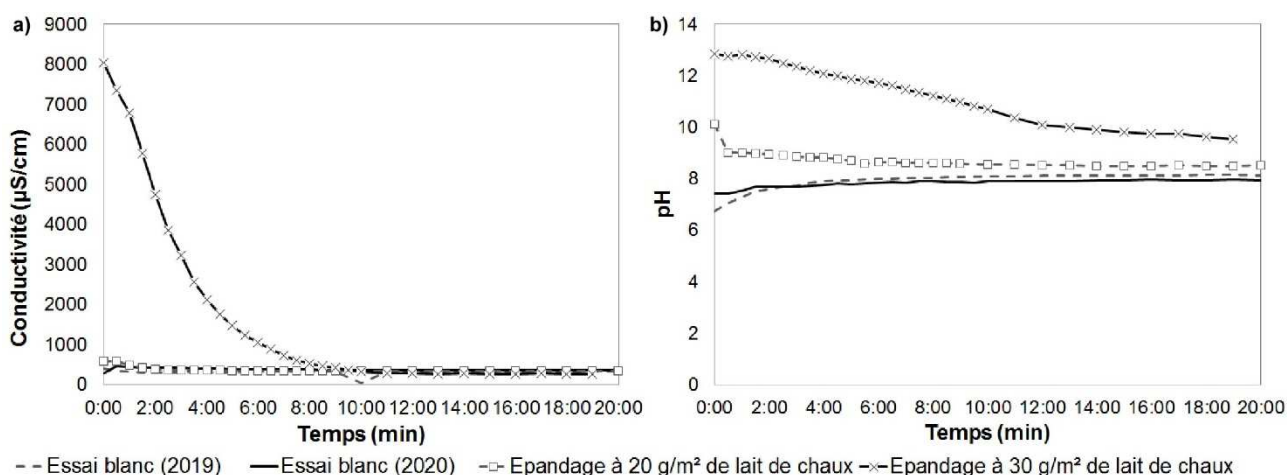 a)
9000
8000
7000
6000
5000
4000
3000
2000
1000
0
Conductivité (µS/cm)
0:00 2:00 4:00 6:00 8:00 10:00 12:00 14:00 16:00 18:00 20:00
Temps (min)
b)
14
12
10
8
6
4
2
0
pH
0:00 2:00 4:00 6:00 8:00 10:00 12:00 14:00 16:00 18:00 20:00
Temps (min)
Essai blanc (2019) Essai blanc (2020) Epandage à 20 g/m² de lait de chaux Epandage à 30 g/m² de lait de chaux